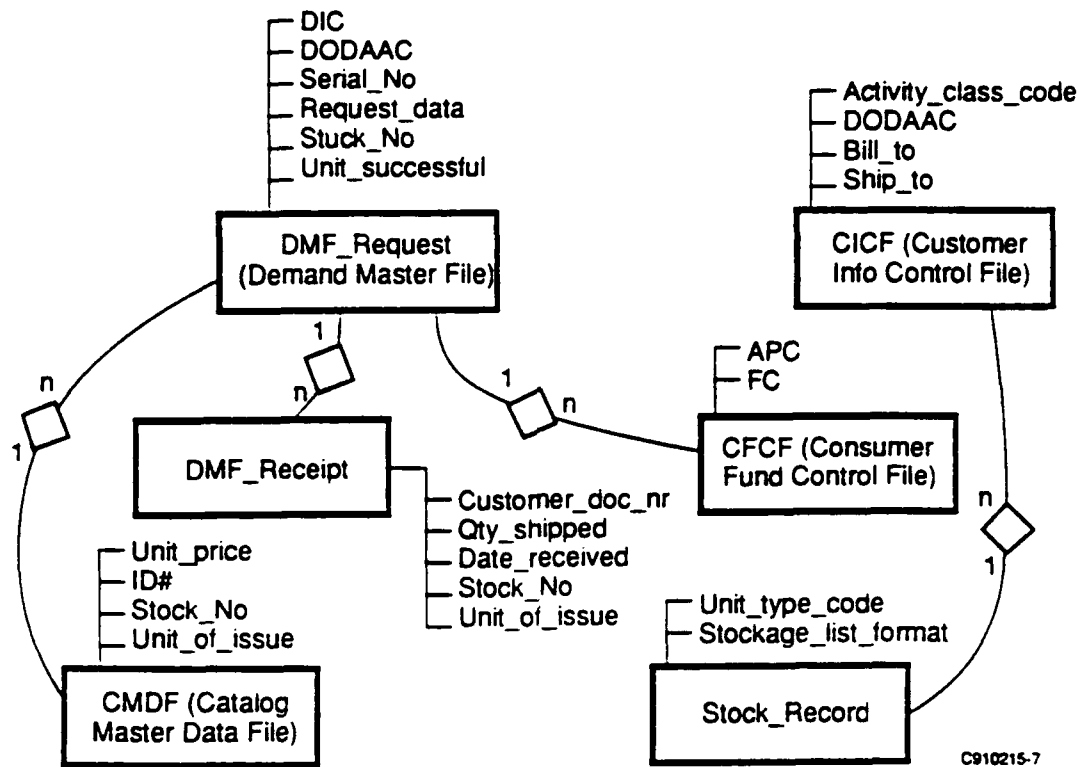 DIC
DODAAC
Serial_No
Request_data
Stuck_No
Unit_successful
DMF_Request
(Demand Master File)
Activity_class_code
DODAAC
Bill_to
Ship_to
CICF (Customer
Info Control File)
1
n
n
1
1
n
APC
FC
CFCF (Consumer
Fund Control File)
DMF_Receipt
Customer_doc_nr
Qty_shipped
Date_received
Stock_No
Unit_of_issue
n
1
Unit_price
ID#
Stock_No
Unit_of_issue
CMDF (Catalog
Master Data File)
Unit_type_code
Stockage_list_format
Stock_Record
C910215-7